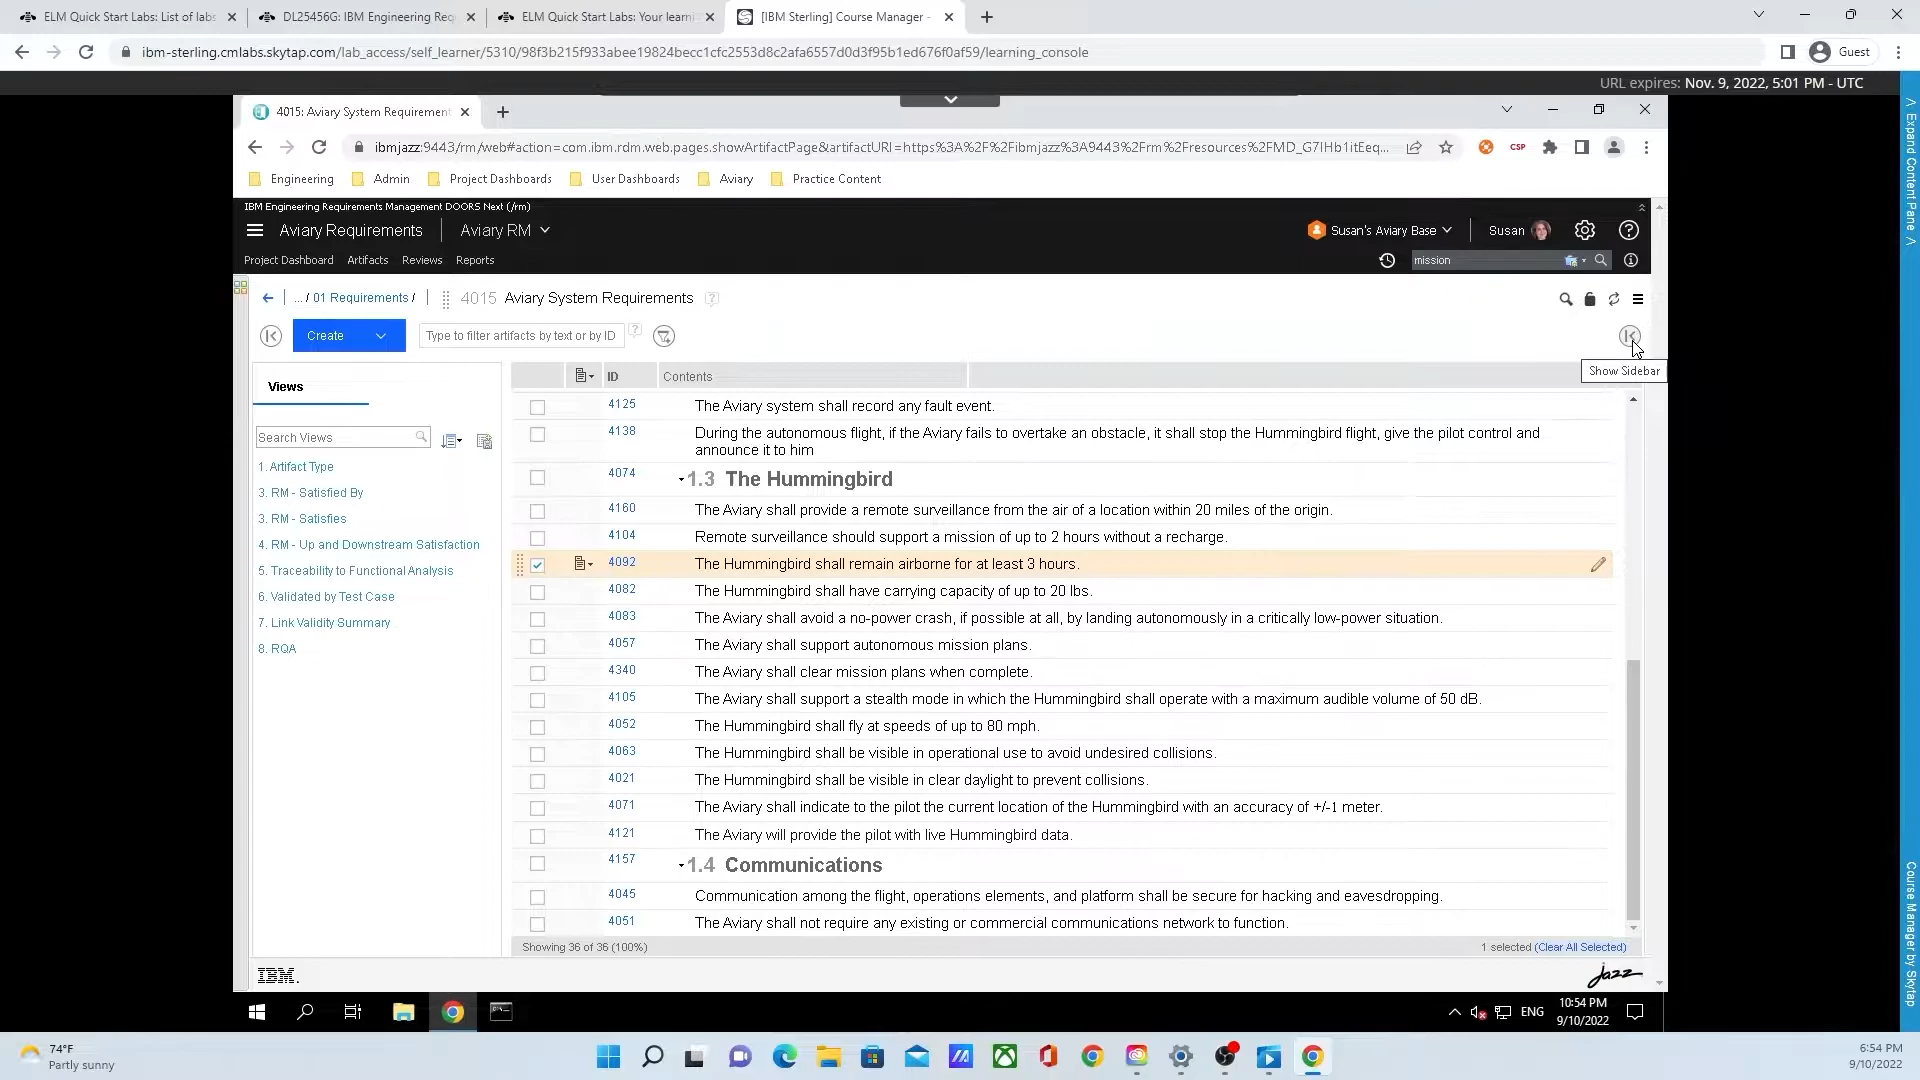 ELM Quick Start Labs: List of labs
DL25456G: IBM Engineering Req
ELM Quick Start Labs: Your learni
[IBM Sterling] Course Manager -
ibm-sterling.cmlabs.skytap.com/lab_access/self_learner/5310/98f3b215f933abee19824becc1cfc2553d8c2afa6557d0d3f95b1ed676f0af59/learning_console
Guest
URL expires: Nov. 9, 2022, 5:01 PM - UTC
4015: Aviary System Requirement
ibmjazz:9443/rm/web#action=com.ibm.rdm.web.pages.showArtifactPage&artifactURI=https%3A%2F%2Fibmjazz%3A9443%2Frm%2Fresources%2FMD_G7IHb1itEeq...
CSP
Engineering
Admin
Project Dashboards
User Dashboards
Aviary
Practice Content
IBM Engineering Requirements Management DOORS Next (/rm)
Aviary Requirements
Aviary RM
Susan's Aviary Base
Susan
Project Dashboard
Artifacts
Reviews
Reports
mission
... / 01 Requirements /
4015 Aviary System Requirements
Create
Type to filter artifacts by text or by ID
Show Sidebar
Views
Search Views
1. Artifact Type
3. RM - Satisfied By
3. RM - Satisfies
4. RM - Up and Downstream Satisfaction
5. Traceability to Functional Analysis
6. Validated by Test Case
7. Link Validity Summary
8. RQA
ID
Contents
4125 The Aviary system shall record any fault event.
4138 During the autonomous flight, if the Aviary fails to overtake an obstacle, it shall stop the Hummingbird flight, give the pilot control and
announce it to him
4074 1.3 The Hummingbird
4160 The Aviary shall provide a remote surveillance from the air of a location within 20 miles of the origin.
4104 Remote surveillance should support a mission of up to 2 hours without a recharge.
4092 The Hummingbird shall remain airborne for at least 3 hours.
4082 The Hummingbird shall have carrying capacity of up to 20 lbs.
4083 The Aviary shall avoid a no-power crash, if possible at all, by landing autonomously in a critically low-power situation.
4057 The Aviary shall support autonomous mission plans.
4340 The Aviary shall clear mission plans when complete.
4105 The Aviary shall support a stealth mode in which the Hummingbird shall operate with a maximum audible volume of 50 dB.
4052 The Hummingbird shall fly at speeds of up to 80 mph.
4063 The Hummingbird shall be visible in operational use to avoid undesired collisions.
4021 The Hummingbird shall be visible in clear daylight to prevent collisions.
4071 The Aviary shall indicate to the pilot the current location of the Hummingbird with an accuracy of +/-1 meter.
4121 The Aviary will provide the pilot with live Hummingbird data.
4157 1.4 Communications
4045 Communication among the flight, operations elements, and platform shall be secure for hacking and eavesdropping.
4051 The Aviary shall not require any existing or commercial communications network to function.
Showing 36 of 36 (100%)
1 selected (Clear All Selected)
IBM.
jazz
ENG
10:54 PM
9/10/2022
< Expand Content Pane <
Course Manager by Skytap
74°F
Partly sunny
6:54 PM
9/10/2022